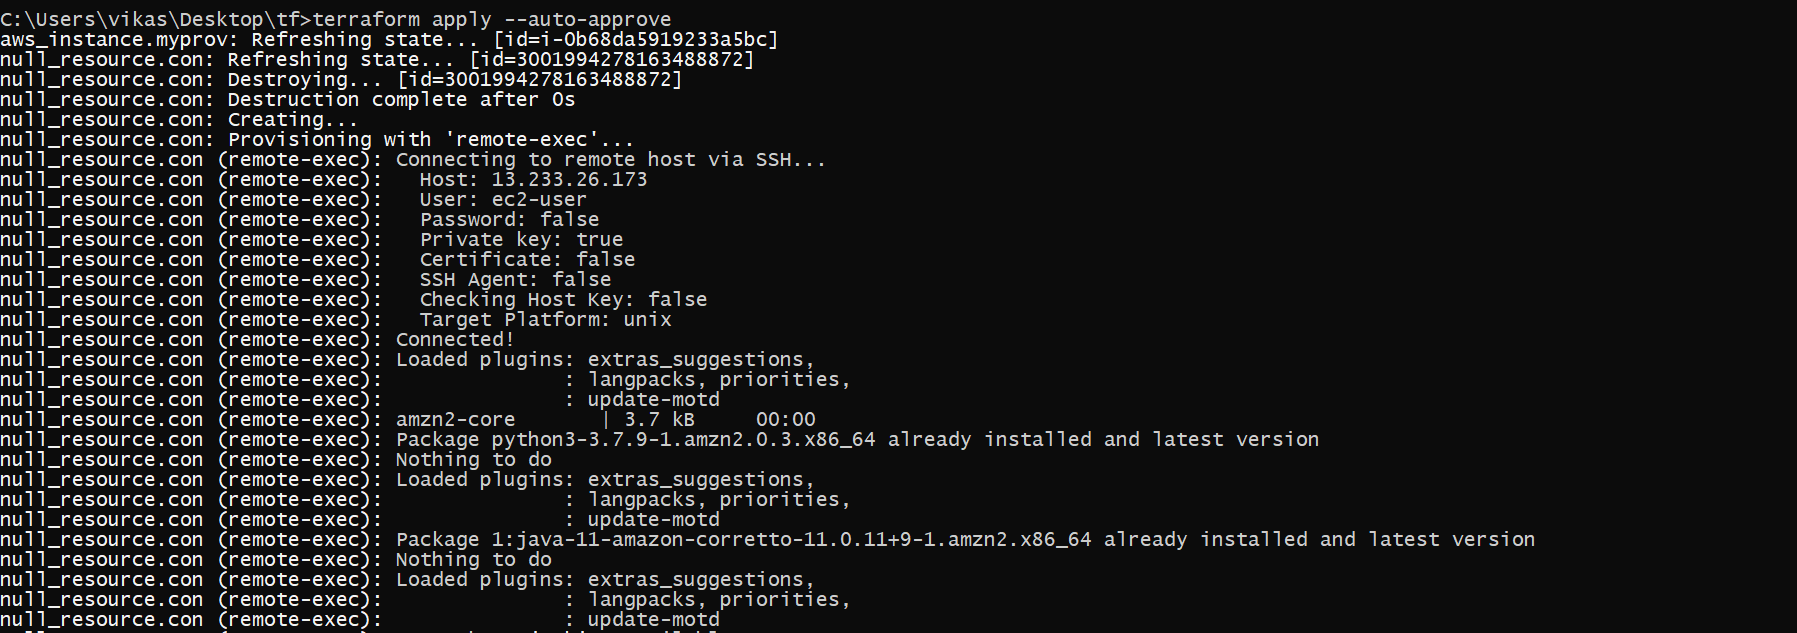 C:\Users\vikas\Desktop\tf>terraform apply --auto-approve
aws_instance.myprov: Refreshing state... [id=i-0b68da5919233a5bc]
null_resource.con: Refreshing state... [id=3001994278163488872]
null_resource.con: Destroying... [id=3001994278163488872]
null_resource.con: Destruction complete after 0s
null_resource.con: Creating...
null_resource.con: Provisioning with 'remote-exec'...
null_resource.con (remote-exec): Connecting to remote host via SSH...
null_resource.con (remote-exec):   Host: 13.233.26.173
null_resource.con (remote-exec):   User: ec2-user
null_resource.con (remote-exec):   Password: false
null_resource.con (remote-exec):   Private key: true
null_resource.con (remote-exec):   Certificate: false
null_resource.con (remote-exec):   SSH Agent: false
null_resource.con (remote-exec):   Checking Host Key: false
null_resource.con (remote-exec):   Target Platform: unix
null_resource.con (remote-exec): Connected!
null_resource.con (remote-exec): Loaded plugins: extras_suggestions,
null_resource.con (remote-exec):               : langpacks, priorities,
null_resource.con (remote-exec):               : update-motd
null_resource.con (remote-exec): amzn2-core       | 3.7 kB     00:00
null_resource.con (remote-exec): Package python3-3.7.9-1.amzn2.0.3.x86_64 already installed and latest version
null_resource.con (remote-exec): Nothing to do
null_resource.con (remote-exec): Loaded plugins: extras_suggestions,
null_resource.con (remote-exec):               : langpacks, priorities,
null_resource.con (remote-exec):               : update-motd
null_resource.con (remote-exec): Package 1:java-11-amazon-corretto-11.0.11+9-1.amzn2.x86_64 already installed and latest version
null_resource.con (remote-exec): Nothing to do
null_resource.con (remote-exec): Loaded plugins: extras_suggestions,
null_resource.con (remote-exec):               : langpacks, priorities,
null_resource.con (remote-exec):               : update-motd